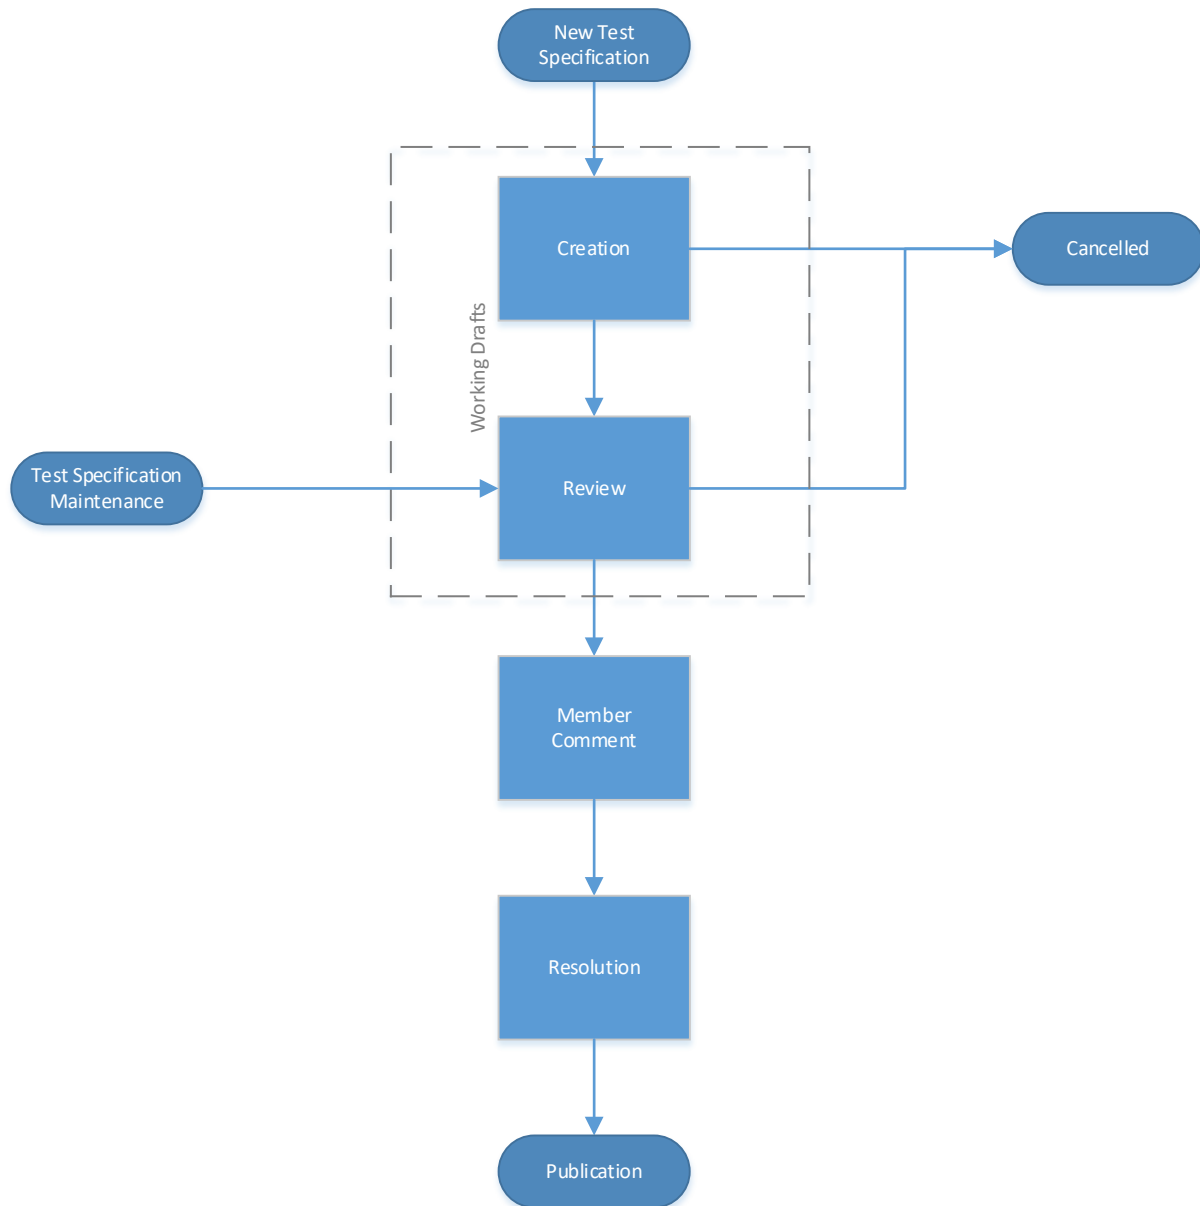 New Test
Specification
Creation
Cancelled
Working Drafts
Test Specification
Maintenance
Review
Member
Comment
Resolution
Publication